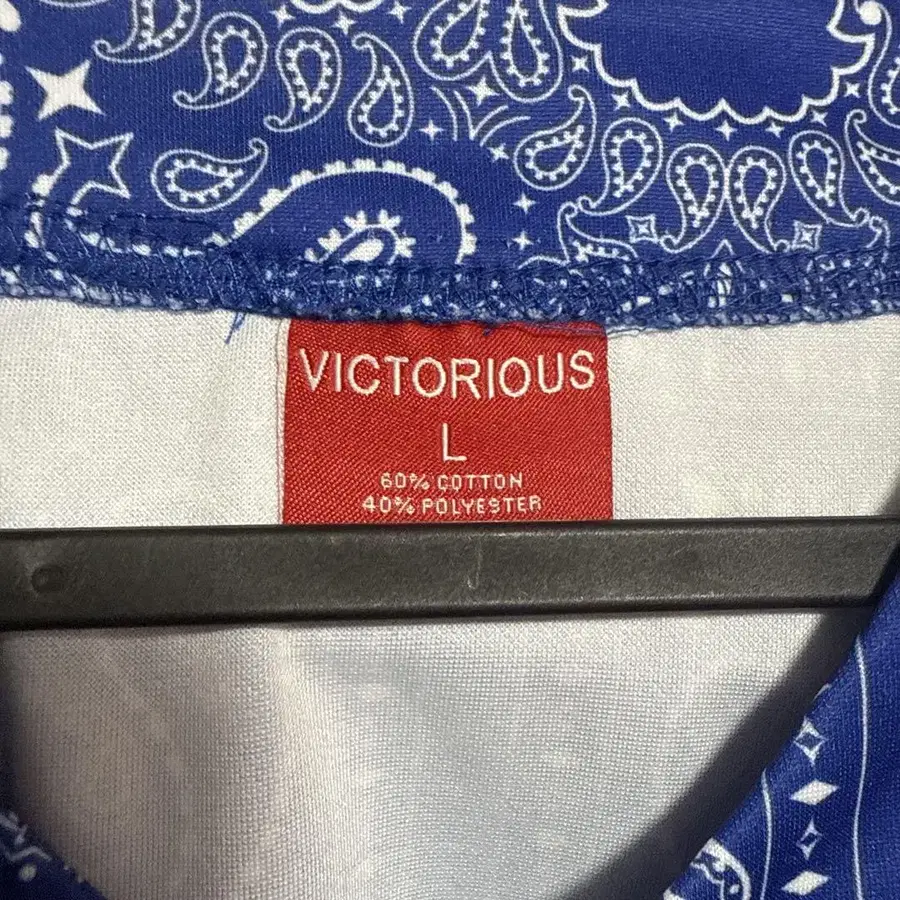 VICTORIOUS
L
60% COTTON
40% POLYESTER